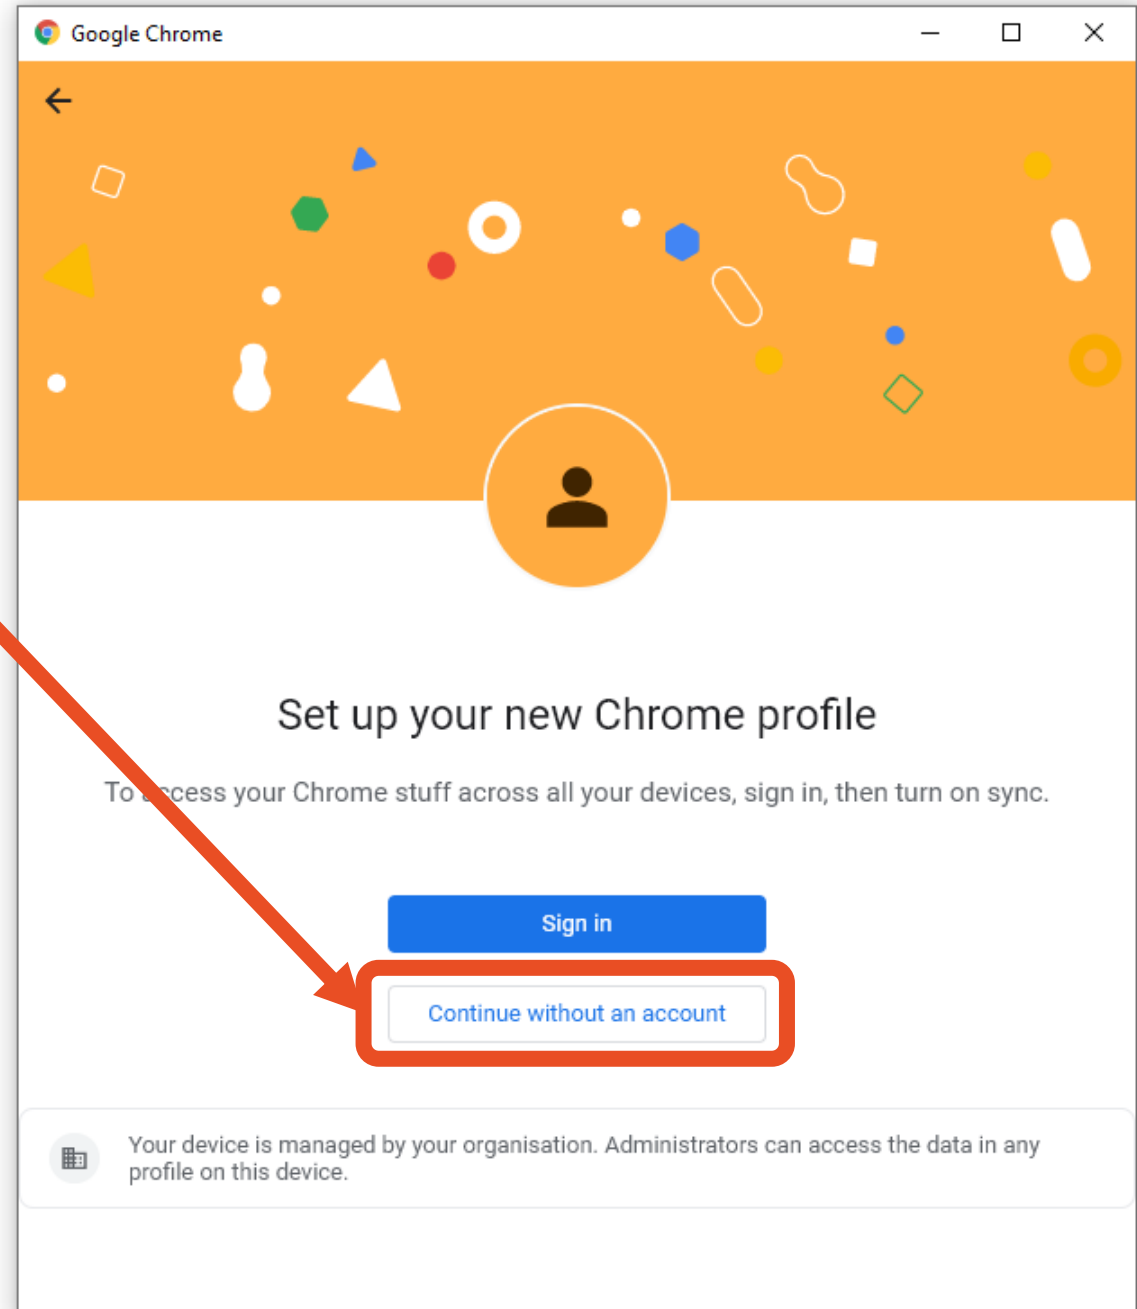 Google Chrome
Set up your new Chrome profile
To access your Chrome stuff across all your devices, sign in, then turn on sync.
Sign in
Continue without an account
Your device is managed by your organisation. Administrators can access the data in any
profile on this device.